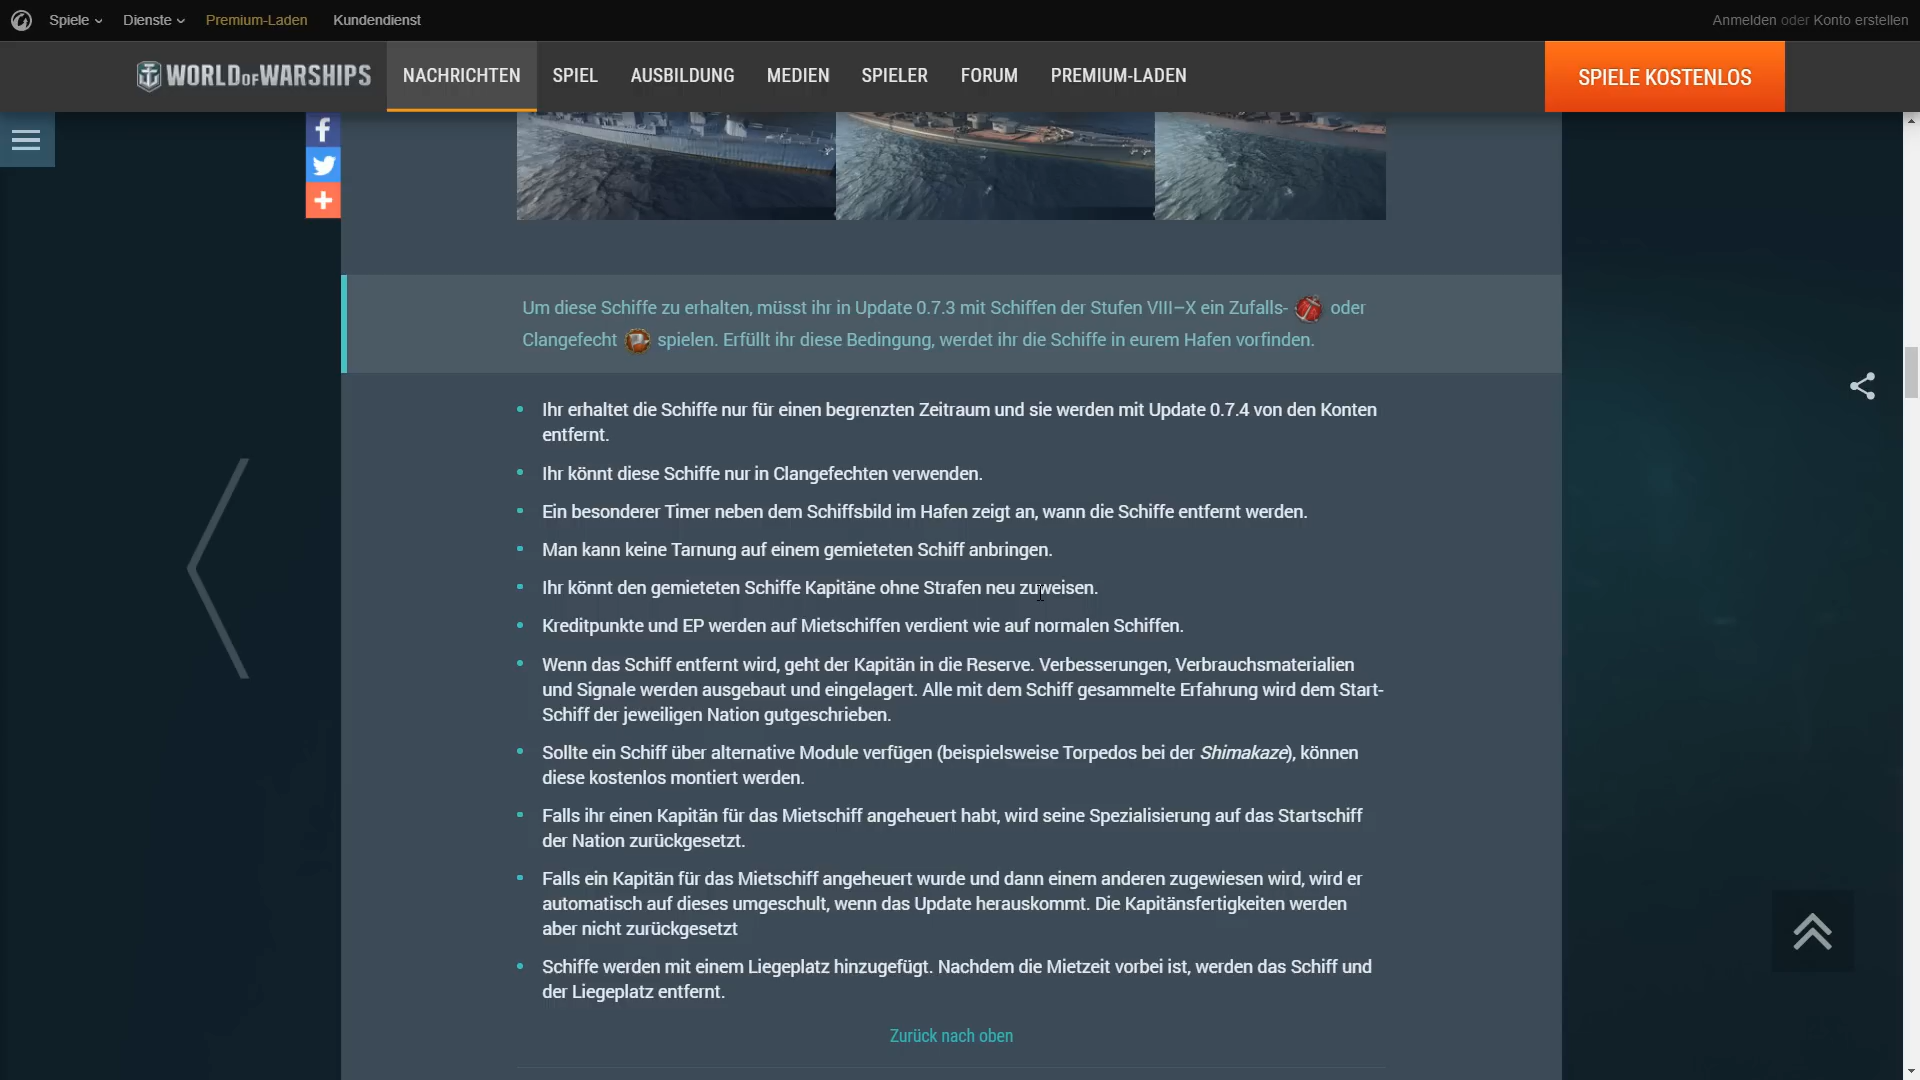 Spiele Dienste Premium-Laden Kundendienst Anmelden oder Konto erstellen
WORLD OF WARSHIPS NACHRICHTEN SPIEL AUSBILDUNG MEDIEN SPIELER FORUM PREMIUM-LADEN SPIELE KOSTENLOS
Um diese Schiffe zu erhalten, müsst ihr in Update 0.7.3 mit Schiffen der Stufen VIII–X ein Zufalls- oder
Clangefecht spielen. Erfüllt ihr diese Bedingung, werdet ihr die Schiffe in eurem Hafen vorfinden.
Ihr erhaltet die Schiffe nur für einen begrenzten Zeitraum und sie werden mit Update 0.7.4 von den Konten
entfernt.
Ihr könnt diese Schiffe nur in Clangefechten verwenden.
Ein besonderer Timer neben dem Schiffsbild im Hafen zeigt an, wann die Schiffe entfernt werden.
Man kann keine Tarnung auf einem gemieteten Schiff anbringen.
Ihr könnt den gemieteten Schiffe Kapitäne ohne Strafen neu zuweisen.
Kreditpunkte und EP werden auf Mietschiffen verdient wie auf normalen Schiffen.
Wenn das Schiff entfernt wird, geht der Kapitän in die Reserve. Verbesserungen, Verbrauchsmaterialien
und Signale werden ausgebaut und eingelagert. Alle mit dem Schiff gesammelte Erfahrung wird dem Start-
Schiff der jeweiligen Nation gutgeschrieben.
Sollte ein Schiff über alternative Module verfügen (beispielsweise Torpedos bei der Shimakaze), können
diese kostenlos montiert werden.
Falls ihr einen Kapitän für das Mietschiff angeheuert habt, wird seine Spezialisierung auf das Startschiff
der Nation zurückgesetzt.
Falls ein Kapitän für das Mietschiff angeheuert wurde und dann einem anderen zugewiesen wird, wird er
automatisch auf dieses umgeschult, wenn das Update herauskommt. Die Kapitänsfertigkeiten werden
aber nicht zurückgesetzt
Schiffe werden mit einem Liegeplatz hinzugefügt. Nachdem die Mietzeit vorbei ist, werden das Schiff und
der Liegeplatz entfernt.
Zurück nach oben